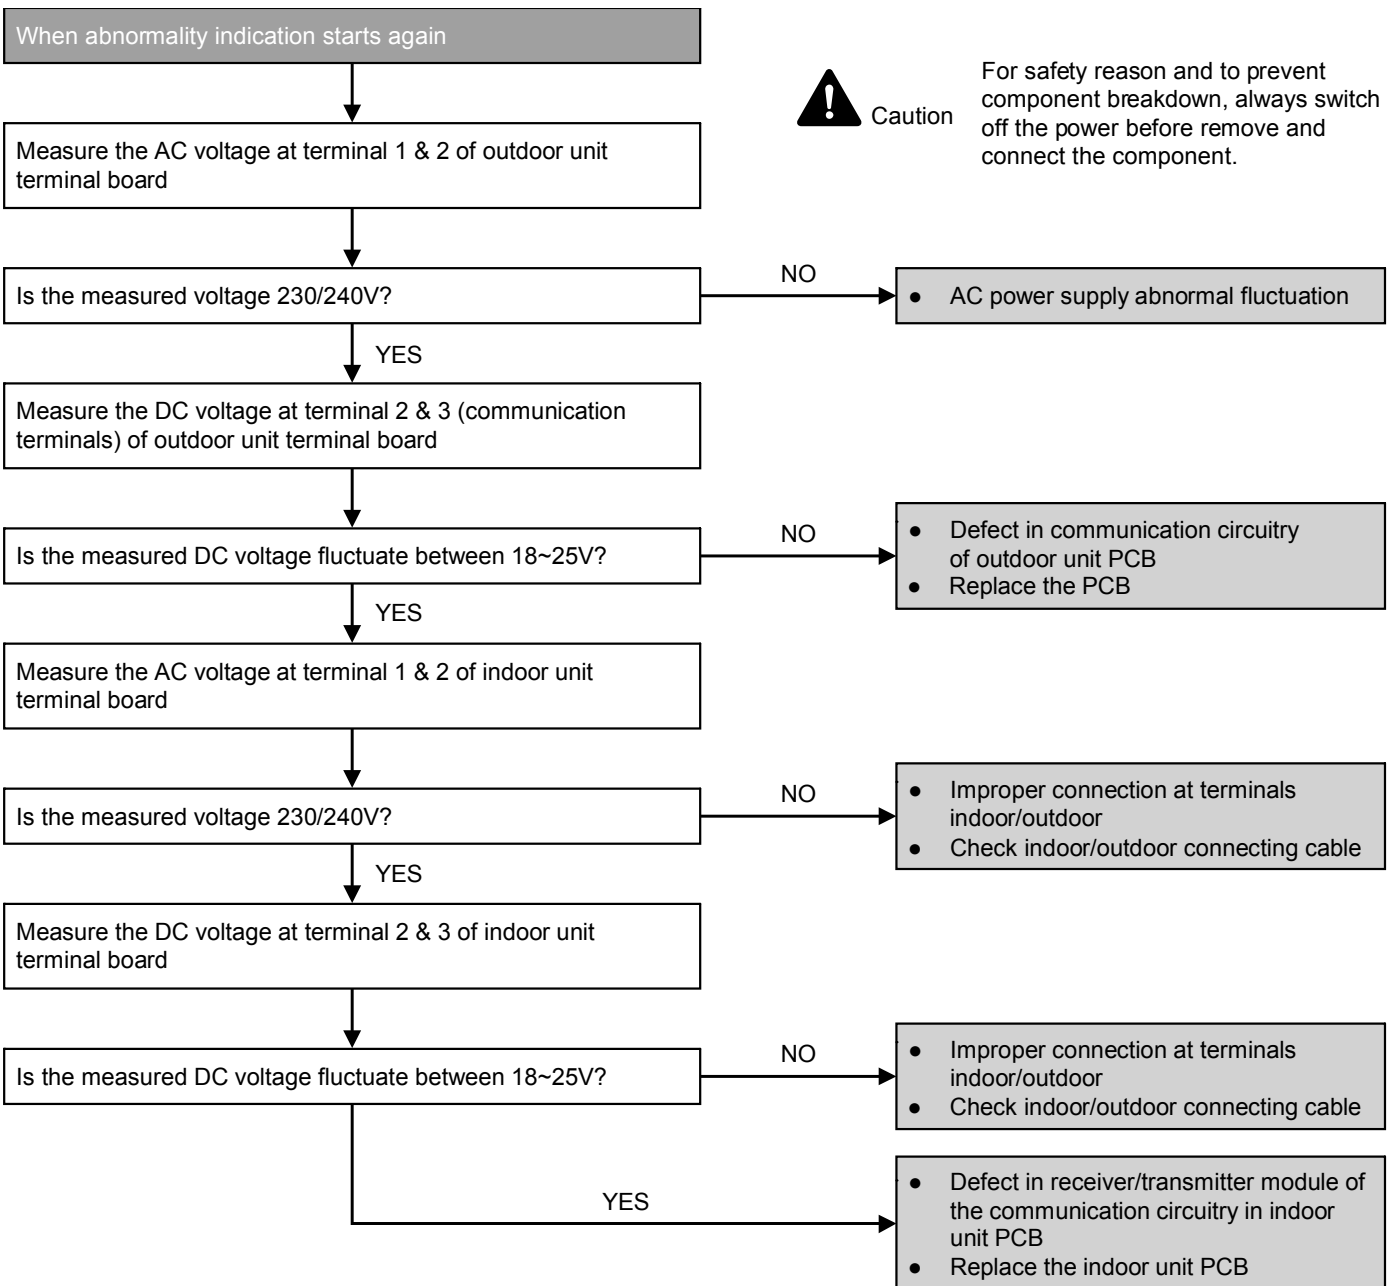 When abnormality indication starts again
Caution
For safety reason and to prevent
component breakdown, always switch
off the power before remove and
connect the component.
Measure the AC voltage at terminal 1 & 2 of outdoor unit
terminal board
Is the measured voltage 230/240V?
NO
● AC power supply abnormal fluctuation
YES
Measure the DC voltage at terminal 2 & 3 (communication
terminals) of outdoor unit terminal board
Is the measured DC voltage fluctuate between 18~25V?
NO
● Defect in communication circuitry
of outdoor unit PCB
● Replace the PCB
YES
Measure the AC voltage at terminal 1 & 2 of indoor unit
terminal board
Is the measured voltage 230/240V?
NO
● Improper connection at terminals
indoor/outdoor
● Check indoor/outdoor connecting cable
YES
Measure the DC voltage at terminal 2 & 3 of indoor unit
terminal board
Is the measured DC voltage fluctuate between 18~25V?
NO
● Improper connection at terminals
indoor/outdoor
● Check indoor/outdoor connecting cable
YES
● Defect in receiver/transmitter module of
the communication circuitry in indoor
unit PCB
● Replace the indoor unit PCB